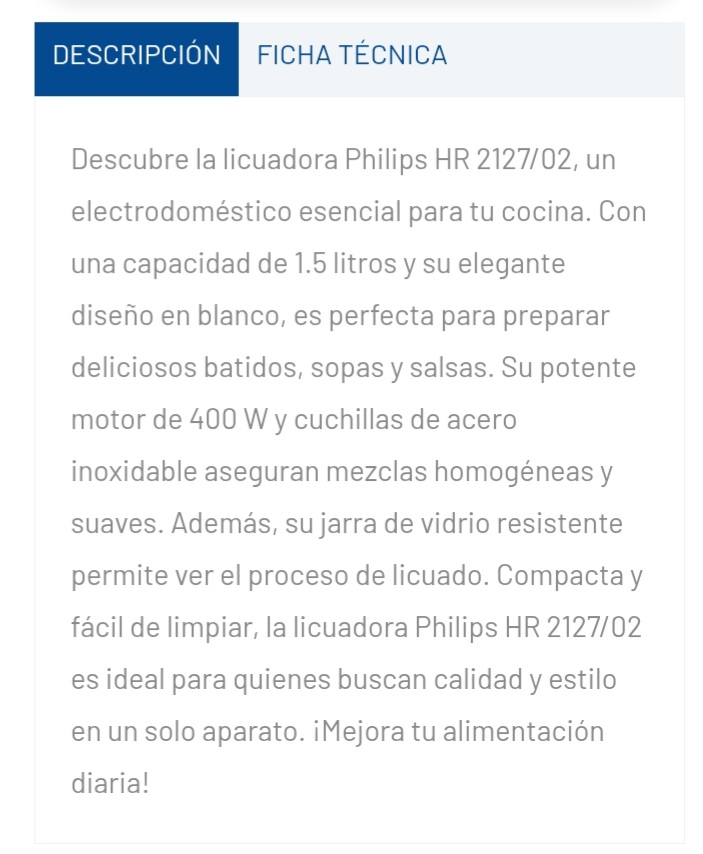 DESCRIPCIÓN FICHA TÉCNICA
Descubre la licuadora Philips HR 2127/02, un
electrodoméstico esencial para tu cocina. Con
una capacidad de 1.5 litros y su elegante
diseño en blanco, es perfecta para preparar
deliciosos batidos, sopas y salsas. Su potente
motor de 400 W y cuchillas de acero
inoxidable aseguran mezclas homogéneas y
suaves. Además, su jarra de vidrio resistente
permite ver el proceso de licuado. Compacta y
fácil de limpiar, la licuadora Philips HR 2127/02
es ideal para quienes buscan calidad y estilo
en un solo aparato. ¡Mejora tu alimentación
diaria!